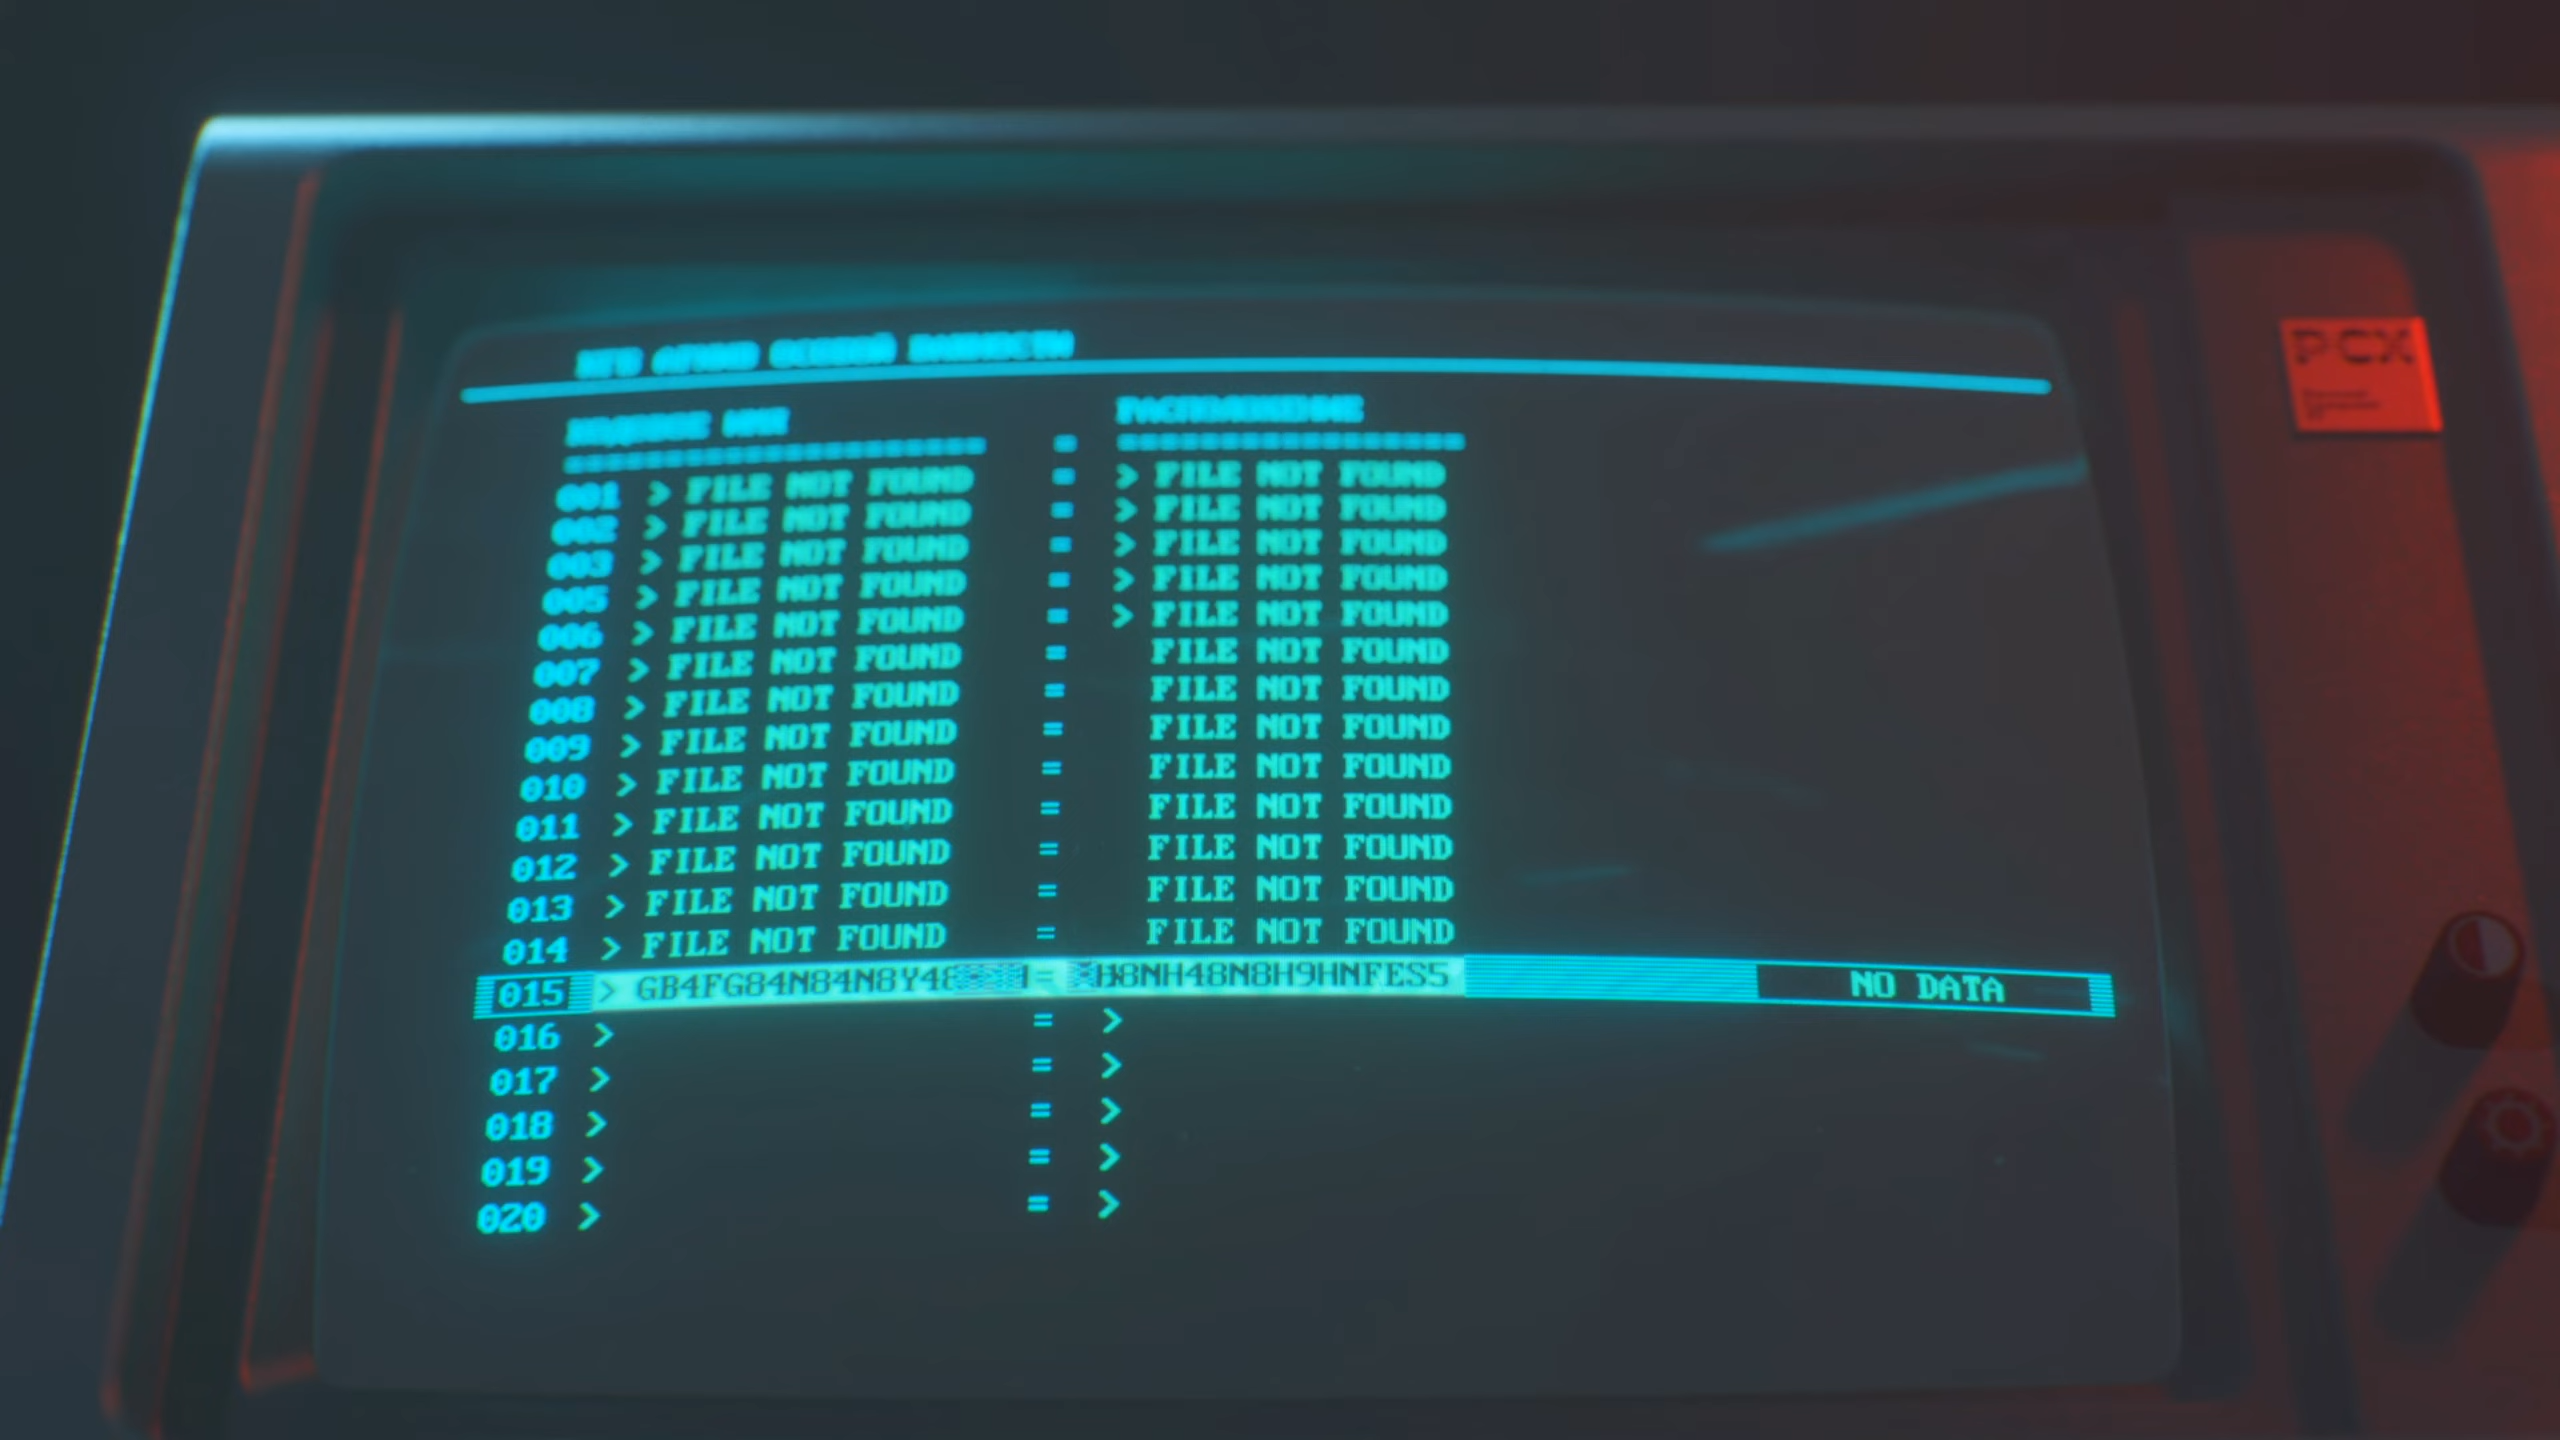 001 > FILE NOT FOUND = > FILE NOT FOUND
002 > FILE NOT FOUND = > FILE NOT FOUND
003 > FILE NOT FOUND = > FILE NOT FOUND
005 > FILE NOT FOUND = > FILE NOT FOUND
006 > FILE NOT FOUND = > FILE NOT FOUND
007 > FILE NOT FOUND = FILE NOT FOUND
008 > FILE NOT FOUND = FILE NOT FOUND
009 > FILE NOT FOUND = FILE NOT FOUND
010 > FILE NOT FOUND = FILE NOT FOUND
011 > FILE NOT FOUND = FILE NOT FOUND
012 > FILE NOT FOUND = FILE NOT FOUND
013 > FILE NOT FOUND = FILE NOT FOUND
014 > FILE NOT FOUND = FILE NOT FOUND
015 > = NO DATA
016 > = >
017 > = >
018 > = >
019 > = >
020 > = >
PCX